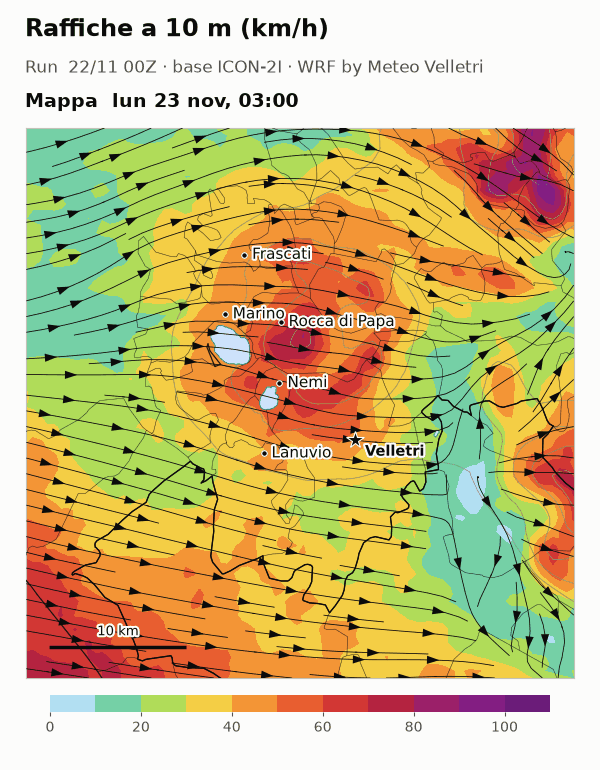 Raffiche a 10 m (km/h)
Run  22/11 00Z · base ICON-2I · WRF by Meteo Velletri
Mappa  lun 23 nov, 03:00
Frascati
Marino
Rocca di Papa
Nemi
Velletri
Lanuvio
10 km
0 20 40 60 80 100